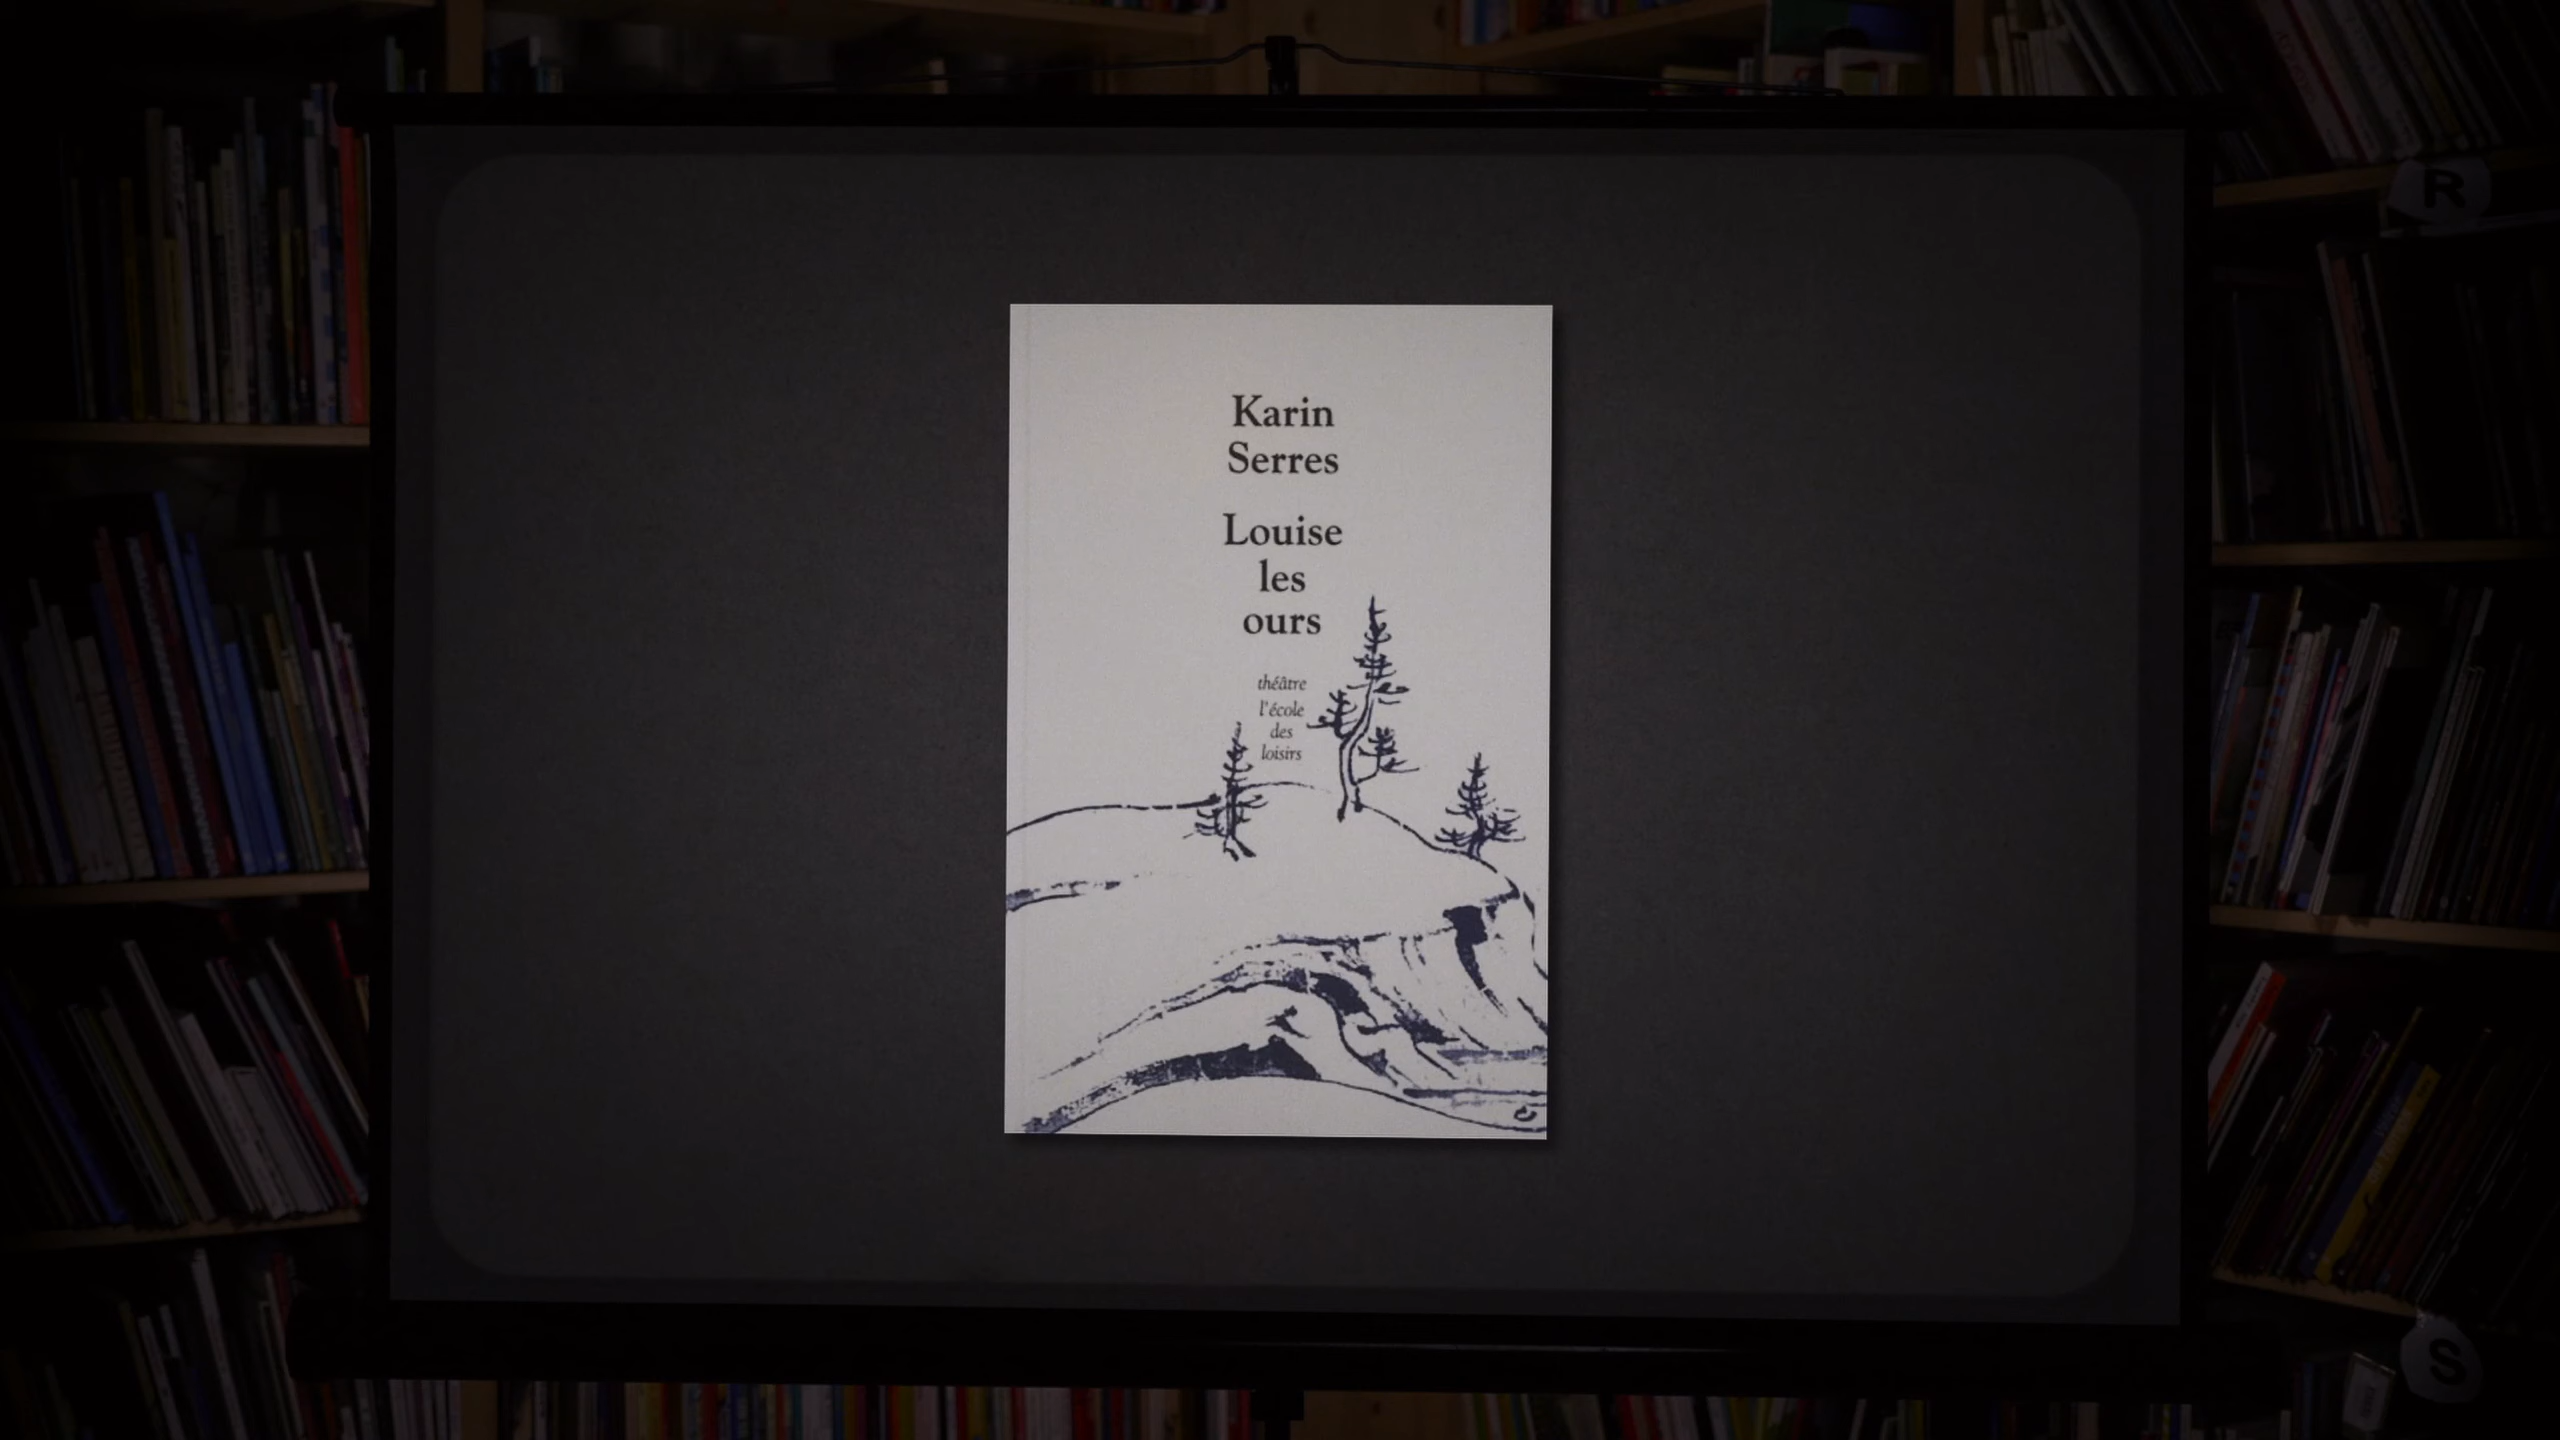 Karin
Serres
Louise
les
ours
théâtre
l'école
des
loisirs
R
S